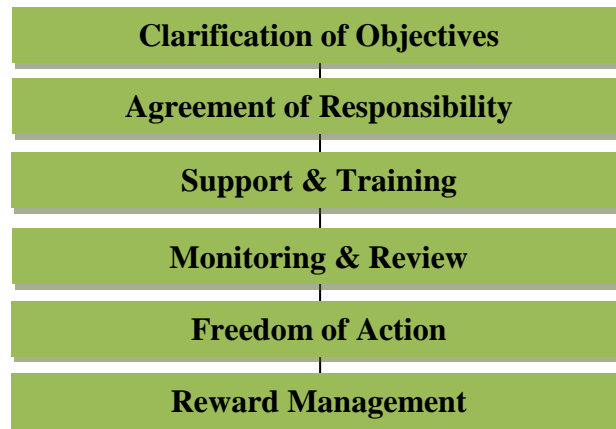 Clarification of Objectives
Agreement of Responsibility
Support & Training
Monitoring & Review
Freedom of Action
Reward Management